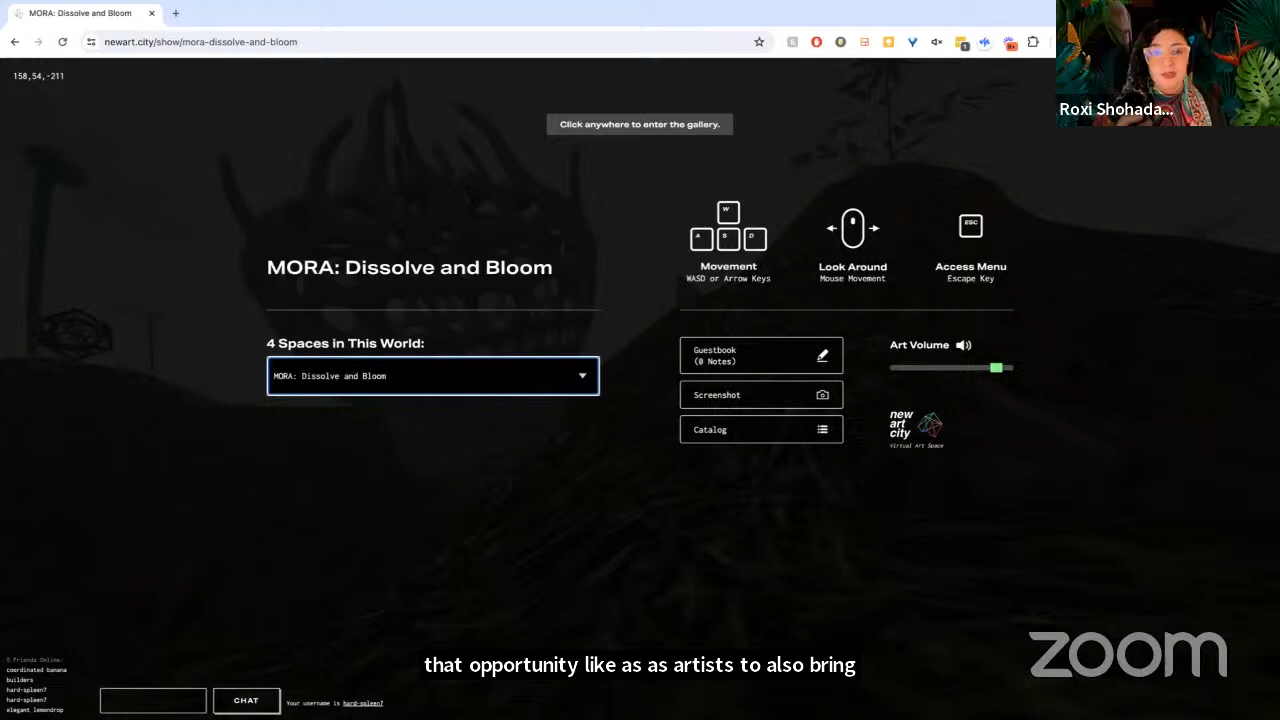 MORA: Dissolve and Bloom
newart.city/show/mora-dissolve-and-bloom
1
9+
158,54,-211
Roxi Shohada...
Click anywhere to enter the gallery.
W
A
S
D
ESC
Movement
WASD or Arrow Keys
Look Around
Mouse Movement
Access Menu
Escape Key
MORA: Dissolve and Bloom
4 Spaces in This World:
MORA: Dissolve and Bloom
Guestbook
(0 Notes)
Screenshot
Catalog
Art Volume
new
art
city
Virtual Art Space
that opportunity like as as artists to also bring
zoom
5 Friends Online:
coordinated banana
builders
hard-spleen7
hard-spleen7
elegant lemondrop
CHAT
Your username is hard-spleen7